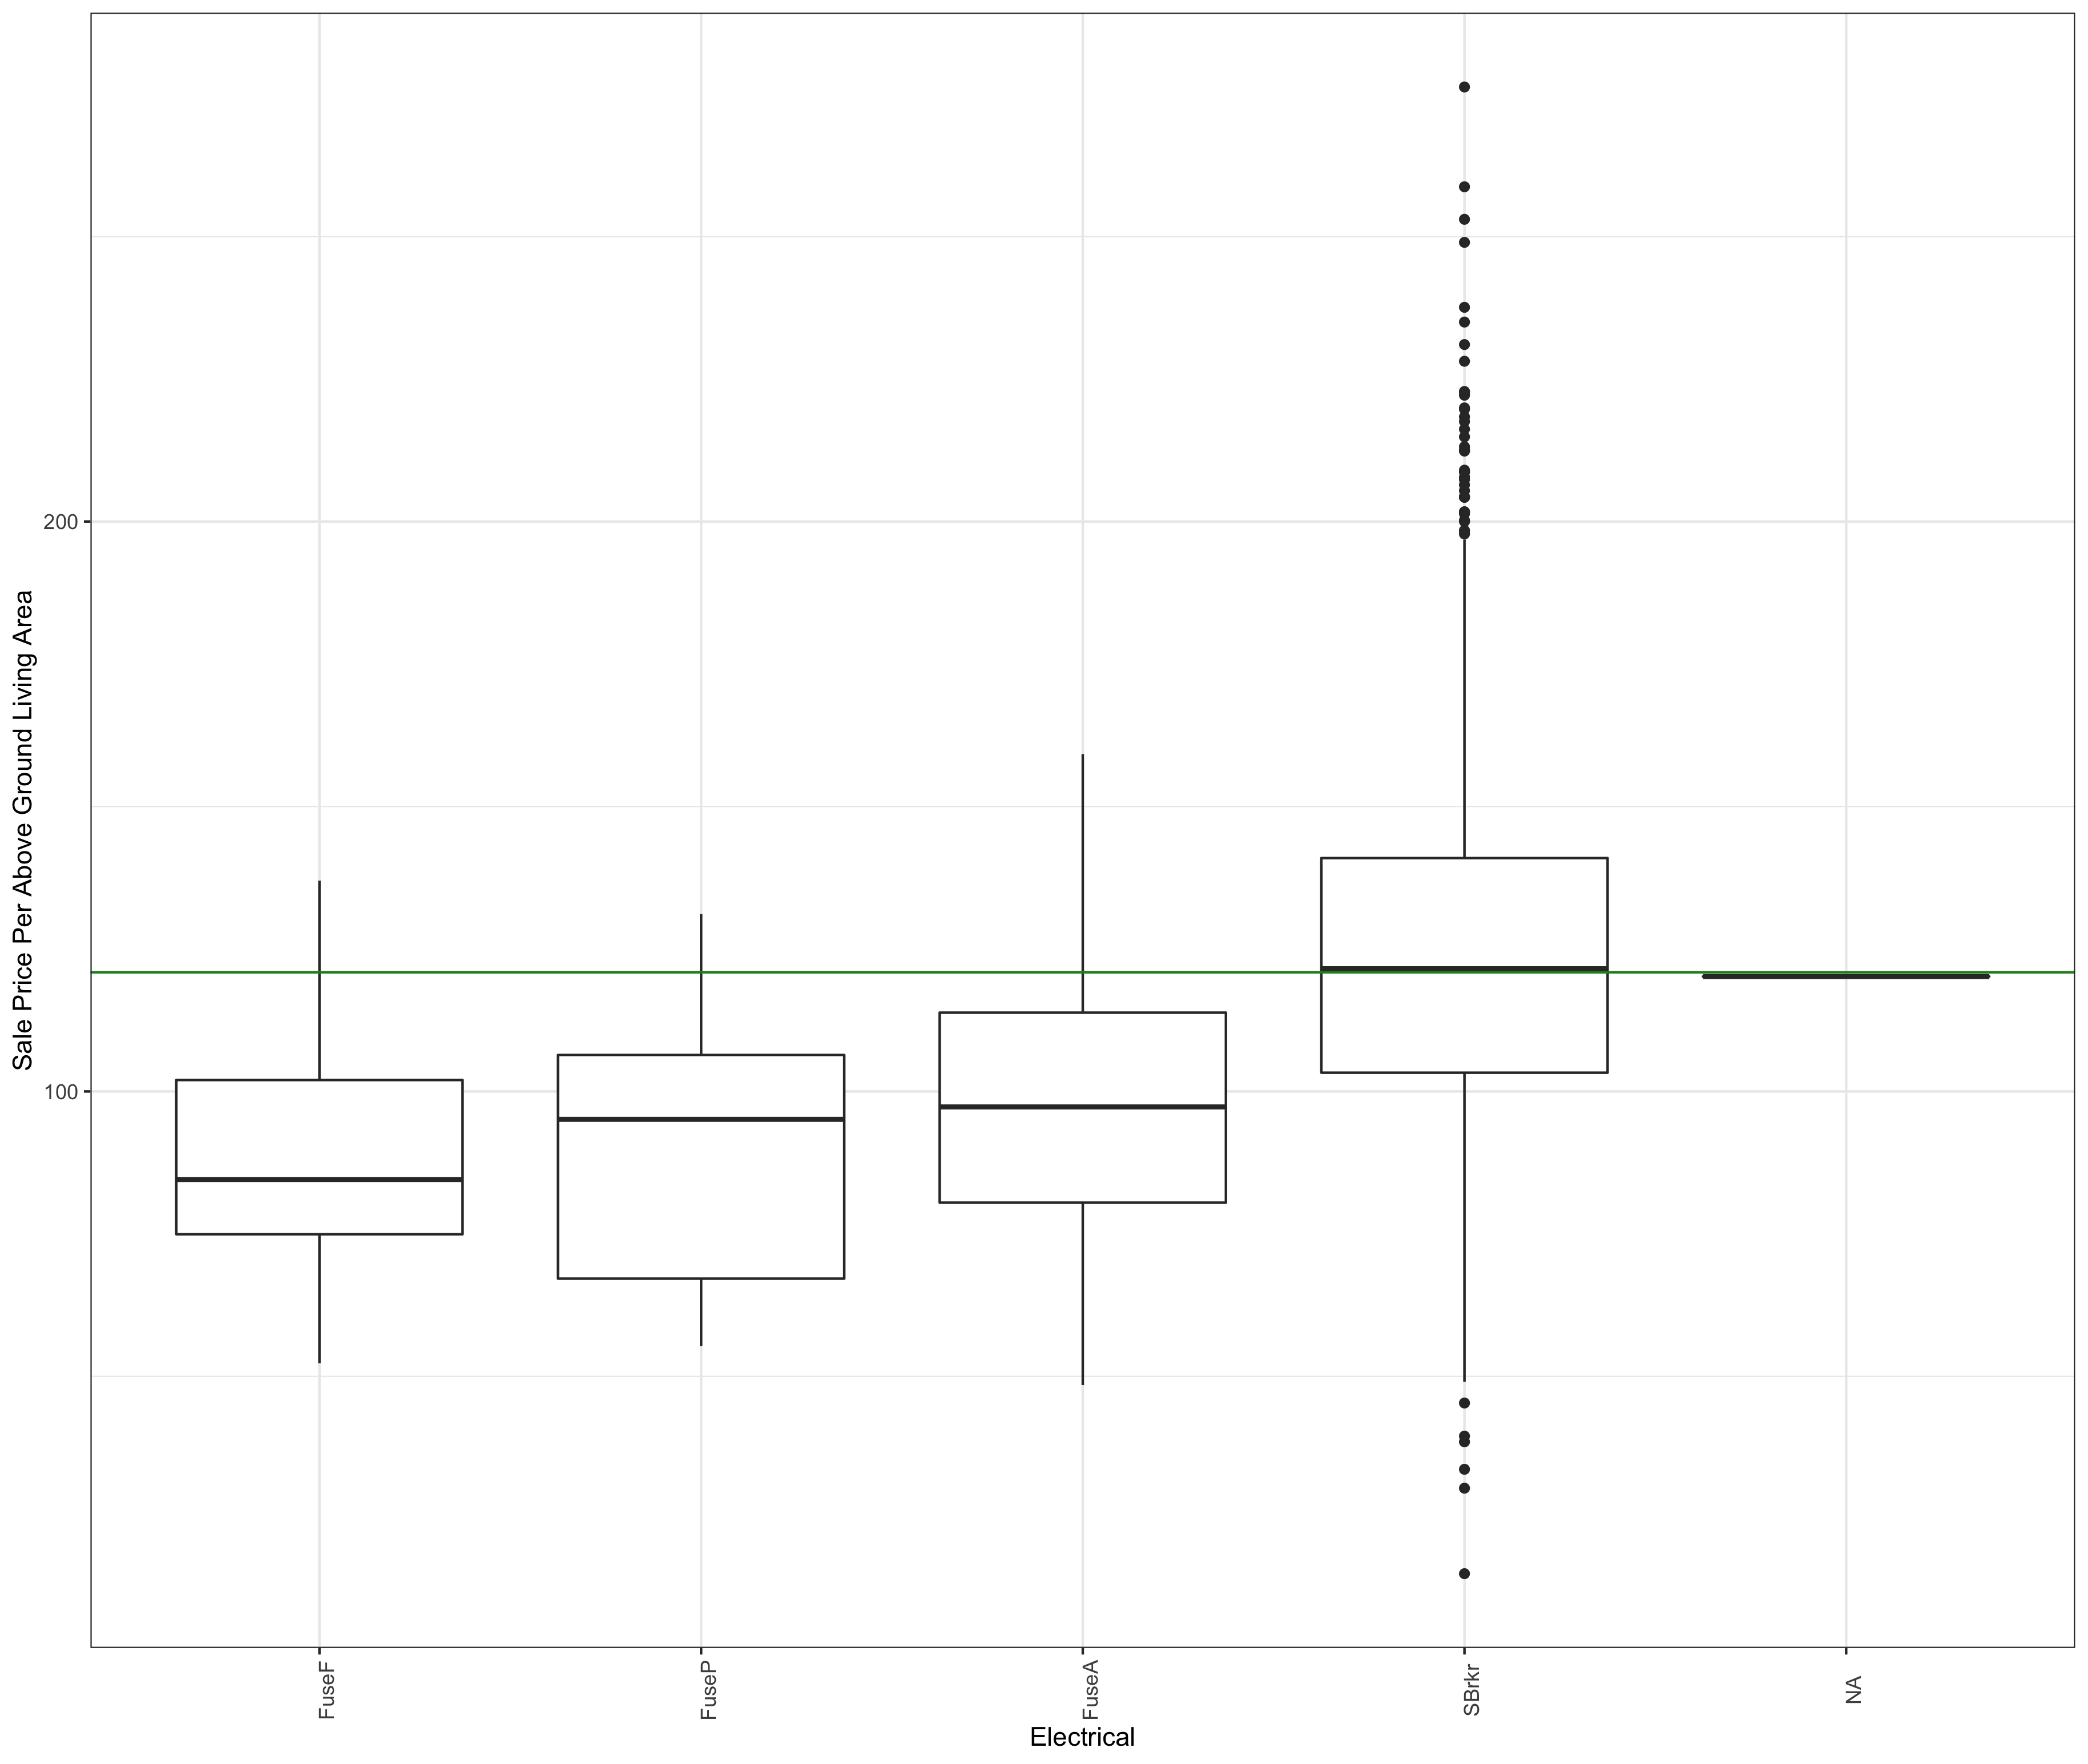 Sale Price Per Above Ground Living Area
200
100
FuseF
FuseP
FuseA
SBrkr
NA
Electrical